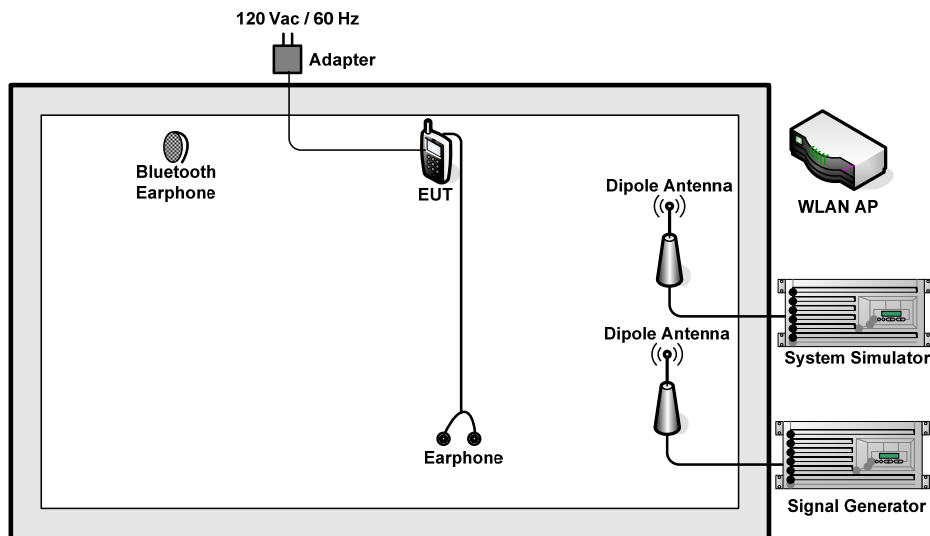 120 Vac / 60 Hz
Adapter
Bluetooth
Earphone
EUT
Dipole Antenna
WLAN AP
Dipole Antenna
System Simulator
Earphone
Signal Generator